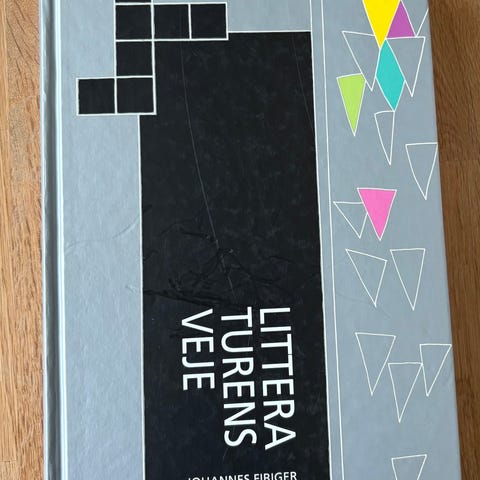 LITTERA
TURENS
VEJE
JOHANNES FIBIGER